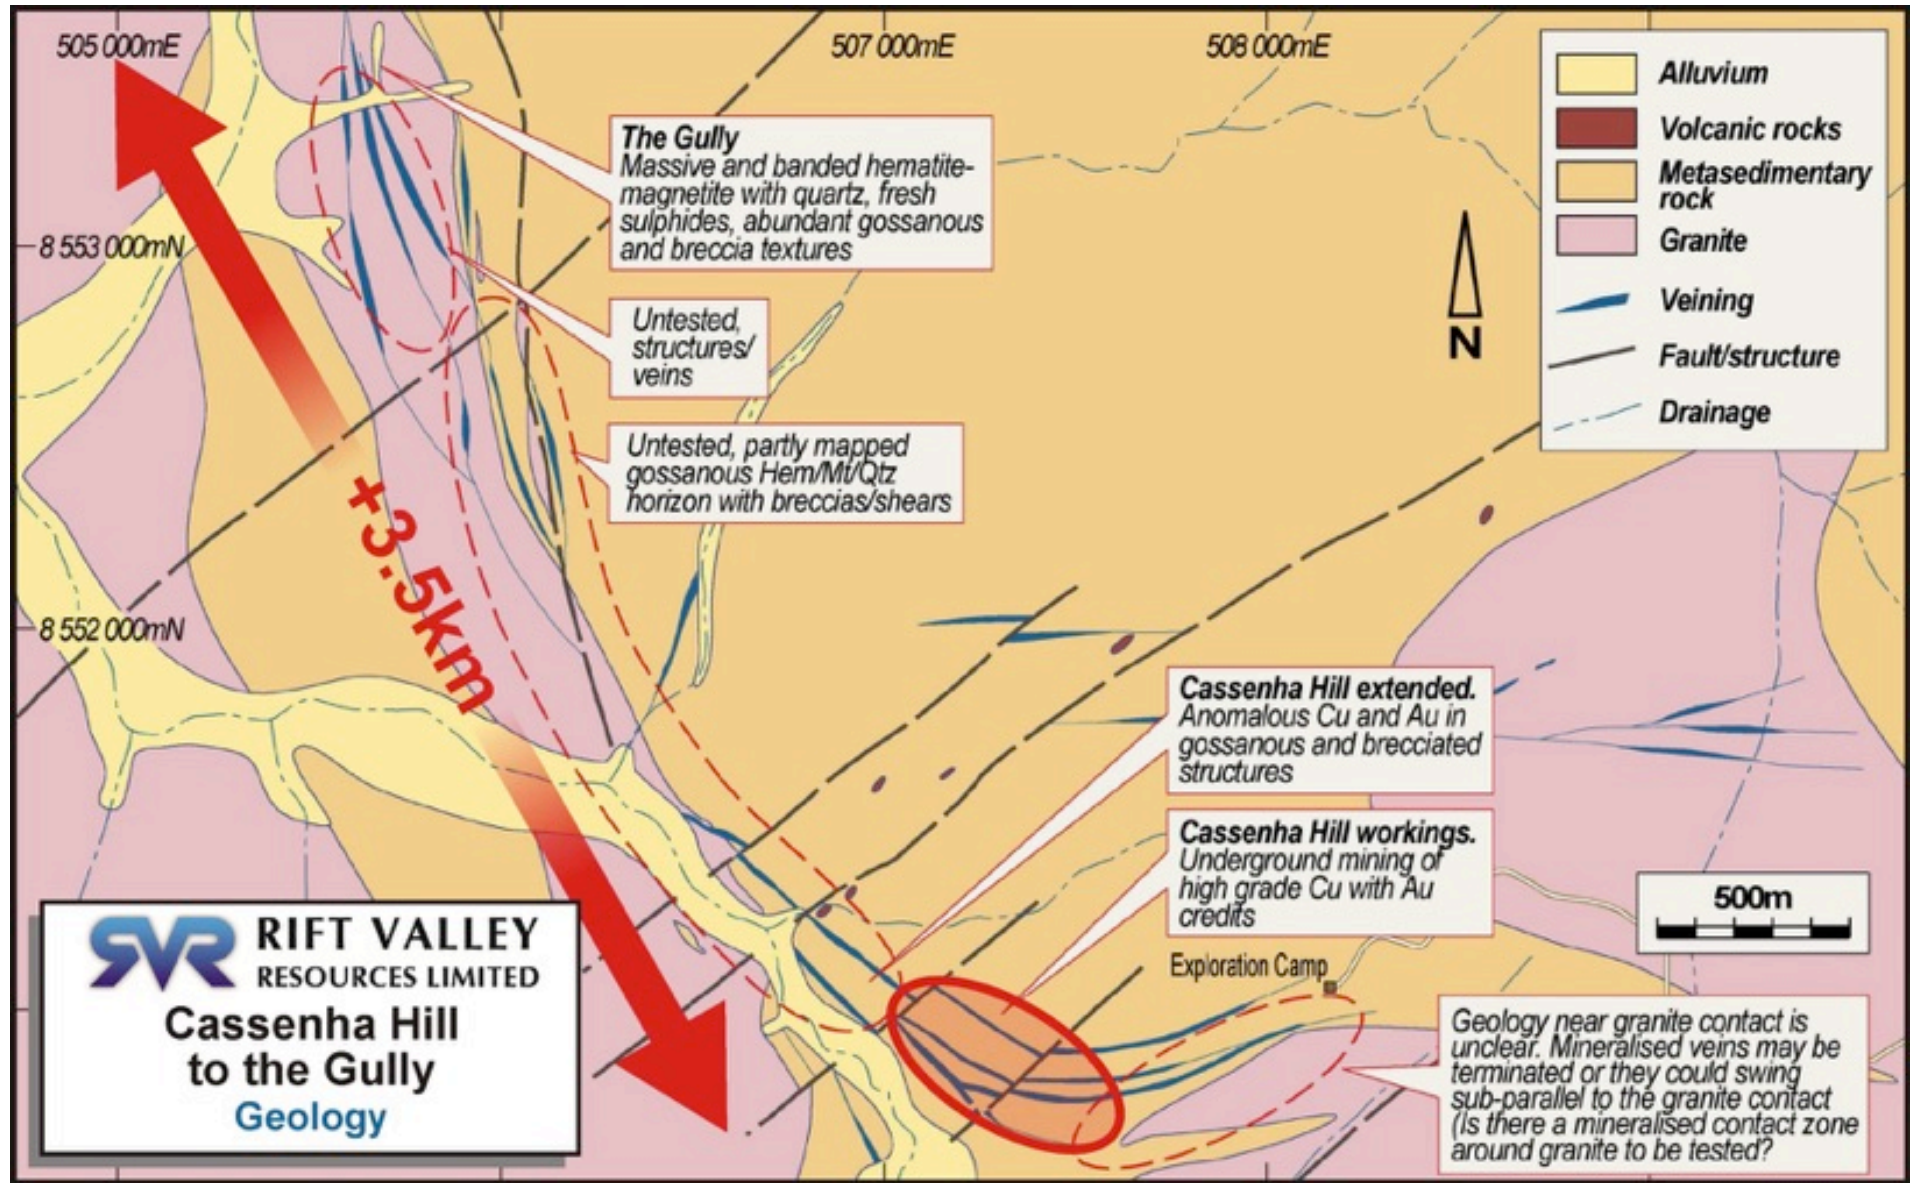 505 000mE
507 000mE
508 000mE
8 553 000mN
8 552 000mN
The Gully
Massive and banded hematite-
magnetite with quartz, fresh
sulphides, abundant gossanous
and breccia textures
Untested,
structures/
veins
Untested, partly mapped
gossanous Hem/Mt/Qtz
horizon with breccias/shears
+3.5km
N
Alluvium
Volcanic rocks
Metasedimentary
rock
Granite
Veining
Fault/structure
Drainage
Cassenha Hill extended.
Anomalous Cu and Au in
gossanous and brecciated
structures
Cassenha Hill workings.
Underground mining of
high grade Cu with Au
credits
500m
Exploration Camp
Geology near granite contact is
unclear. Mineralised veins may be
terminated or they could swing
sub-parallel to the granite contact
(Is there a mineralised contact zone
around granite to be tested?
RVR
RIFT VALLEY
RESOURCES LIMITED
Cassenha Hill
to the Gully
Geology